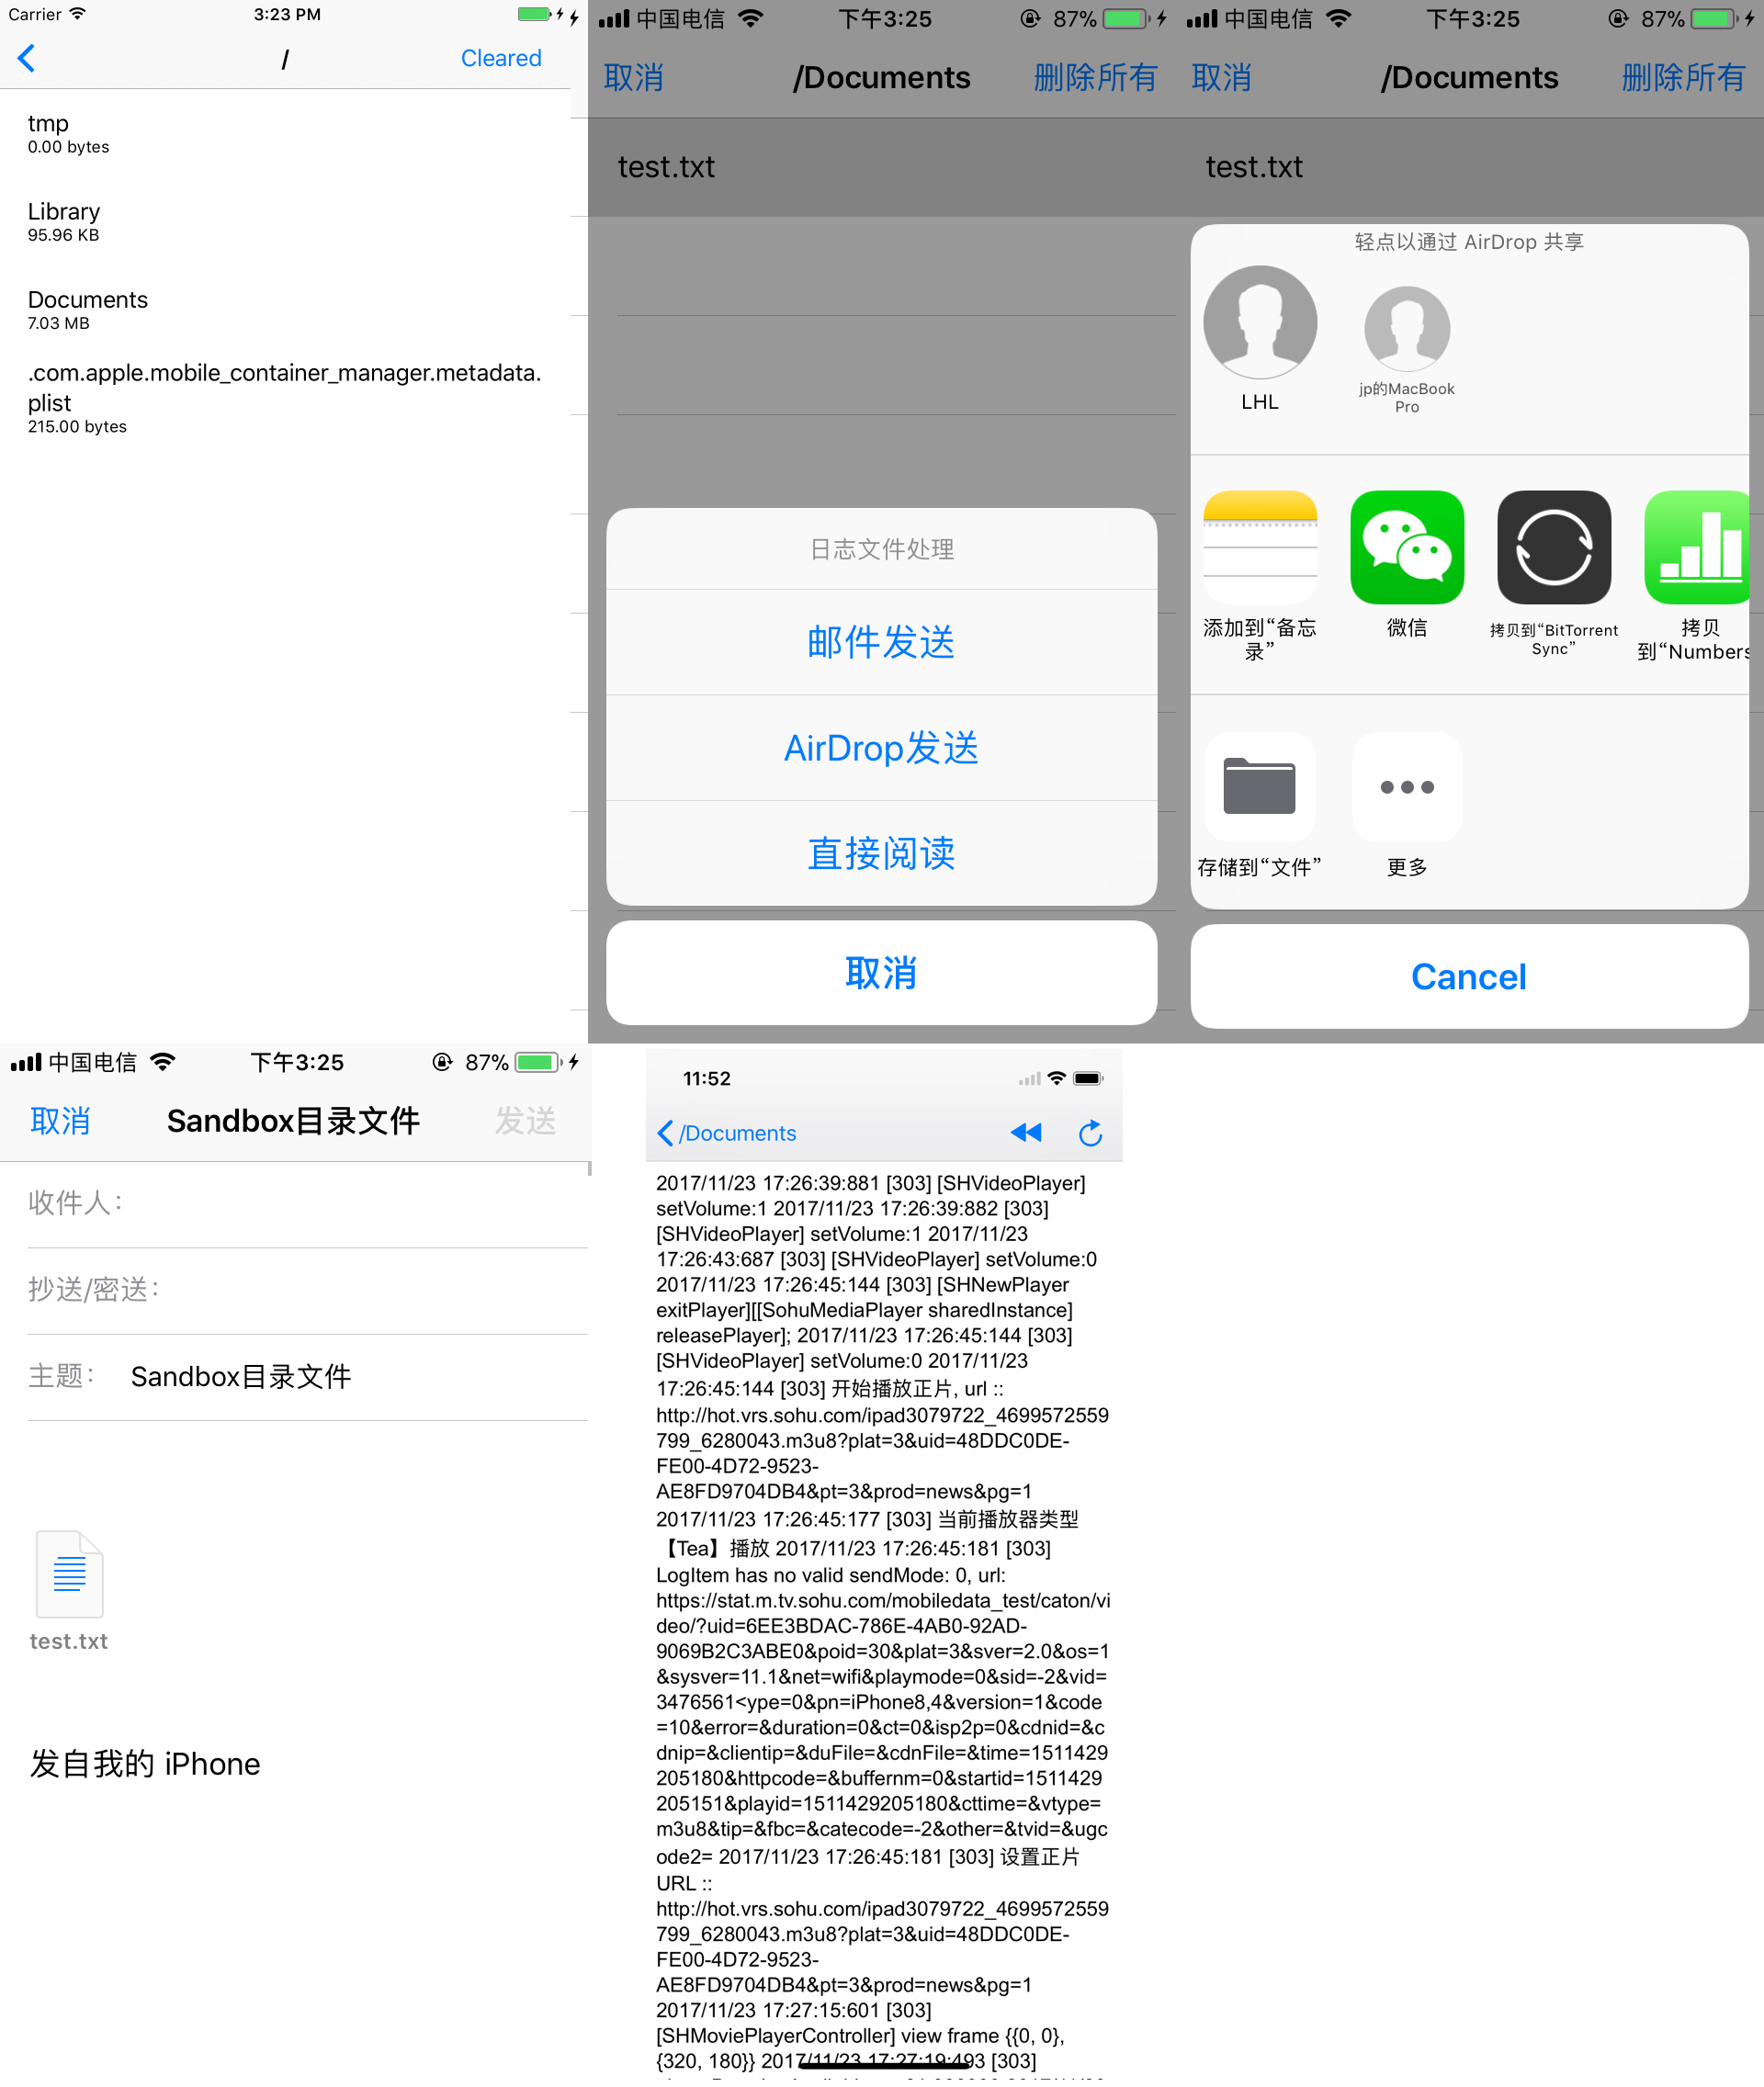 Carrier 3:23 PM
/ Cleared
tmp
0.00 bytes
Library
95.96 KB
Documents
7.03 MB
.com.apple.mobile_container_manager.metadata.
plist
215.00 bytes
中国电信 下午3:25 87%
取消 /Documents 删除所有
test.txt
日志文件处理
邮件发送
AirDrop发送
直接阅读
取消
中国电信 下午3:25 87%
取消 /Documents 删除所有
test.txt
轻点以通过 AirDrop 共享
LHL
jp的MacBook
Pro
添加到“备忘
录”
微信
拷贝到“BitTorrent
Sync”
拷贝
到“Numbers
存储到“文件”
更多
Cancel
中国电信 下午3:25 87%
取消 Sandbox目录文件 发送
收件人:
抄送/密送:
主题: Sandbox目录文件
test.txt
发自我的 iPhone
11:52
/Documents
2017/11/23 17:26:39:881 [303] [SHVideoPlayer]
setVolume:1 2017/11/23 17:26:39:882 [303]
[SHVideoPlayer] setVolume:1 2017/11/23
17:26:43:687 [303] [SHVideoPlayer] setVolume:0
2017/11/23 17:26:45:144 [303] [SHNewPlayer
exitPlayer][[SohuMediaPlayer sharedInstance]
releasePlayer]; 2017/11/23 17:26:45:144 [303]
[SHVideoPlayer] setVolume:0 2017/11/23
17:26:45:144 [303] 开始播放正片, url ::
http://hot.vrs.sohu.com/ipad3079722_4699572559
799_6280043.m3u8?plat=3&uid=48DDC0DE-
FE00-4D72-9523-
AE8FD9704DB4&pt=3&prod=news&pg=1
2017/11/23 17:26:45:177 [303] 当前播放器类型
【Tea】播放 2017/11/23 17:26:45:181 [303]
LogItem has no valid sendMode: 0, url:
https://stat.m.tv.sohu.com/mobiledata_test/caton/vi
deo/?uid=6EE3BDAC-786E-4AB0-92AD-
9069B2C3ABE0&poid=30&plat=3&sver=2.0&os=1
&sysver=11.1&net=wifi&playmode=0&sid=-2&vid=
3476561<ype=0&pn=iPhone8,4&version=1&code
=10&error=&duration=0&ct=0&isp2p=0&cdnid=&c
dnip=&clientip=&duFile=&cdnFile=&time=1511429
205180&httpcode=&buffernm=0&startid=1511429
205151&playid=1511429205180&cttime=&vtype=
m3u8&tip=&fbc=&catecode=-2&other=&tvid=&ugc
ode2= 2017/11/23 17:26:45:181 [303] 设置正片
URL ::
http://hot.vrs.sohu.com/ipad3079722_4699572559
799_6280043.m3u8?plat=3&uid=48DDC0DE-
FE00-4D72-9523-
AE8FD9704DB4&pt=3&prod=news&pg=1
2017/11/23 17:27:15:601 [303]
[SHMoviePlayerController] view frame {{0, 0},
{320, 180}} 2017/11/23 17:27:19:493 [303]